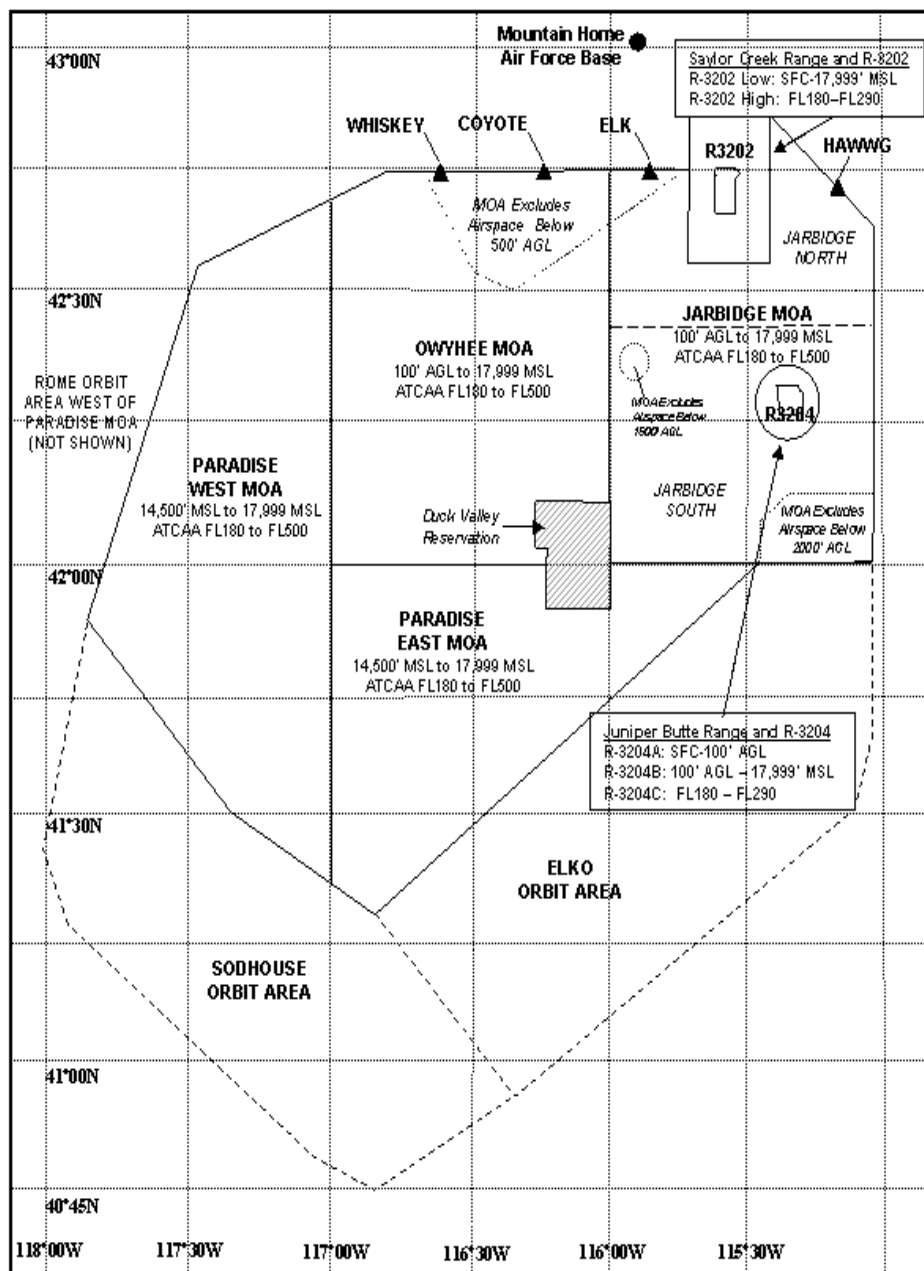 43°00'N
Mountain Home
Air Force Base
Saylor Creek Range and R-3202
R-3202 Low: SFC-17,999' MSL
R-3202 High: FL180–FL290
WHISKEY
COYOTE
ELK
R3202
HAWWG
MOA Excludes
Airspace Below
500' AGL
JARBIDGE
NORTH
42°30N
JARBIDGE MOA
100' AGL to 17,999 MSL
ATCAA FL180 to FL500
OWYHEE MOA
100' AGL to 17,999 MSL
ATCAA FL180 to FL500
ROME ORBIT
AREA WEST OF
PARADISE MOA
(NOT SHOWN)
MOA Excludes
Airspace Below
1500' AGL
R3204
PARADISE
WEST MOA
14,500' MSL to 17,999 MSL
ATCAA FL180 to FL500
Duck Valley
Reservation
JARBIDGE
SOUTH
MOA Excludes
Airspace Below
2000' AGL
42°00N
PARADISE
EAST MOA
14,500' MSL to 17,999 MSL
ATCAA FL180 to FL500
Juniper Butte Range and R-3204
R-3204A: SFC-100' AGL
R-3204B: 100' AGL – 17,999' MSL
R-3204C: FL180 – FL290
41°30N
ELKO
ORBIT AREA
SODHOUSE
ORBIT AREA
41°00N
40°45N
118°00W
117°30W
117°00W
116°30W
116°00W
115°30W